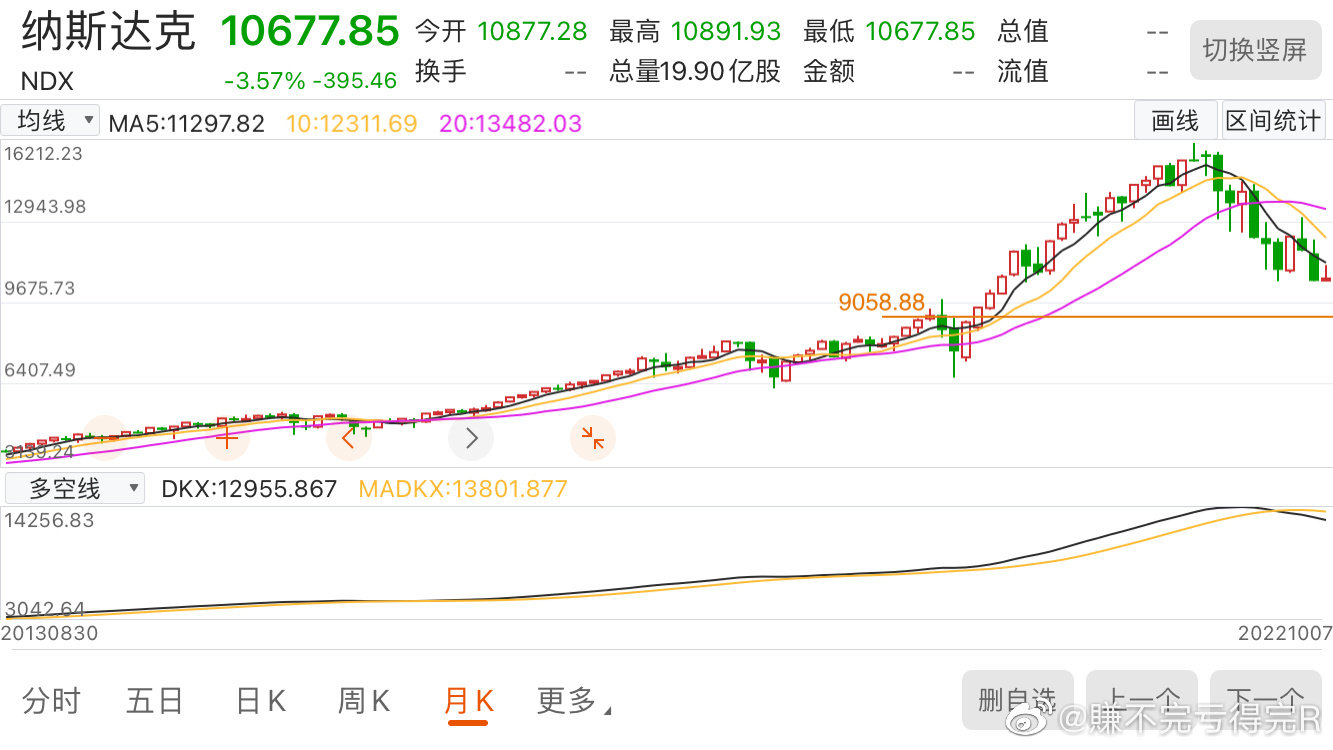 纳斯达克 10677.85 今开 10877.28 最高 10891.93 最低 10677.85 总值 -- 切换竖屏
NDX -3.57% -395.46 换手 -- 总量19.90亿股 金额 -- 流值 --
均线 MA5:11297.82 10:12311.69 20:13482.03 画线 区间统计
16212.23
12943.98
9675.73
9058.88
6407.49
3139.24
多空线 DKX:12955.867 MADKX:13801.877
14256.83
3042.64
20130830 20221007
分时 五日 日K 周K 月K 更多 删自选 上一个 下一个
@賺不完亏得完R